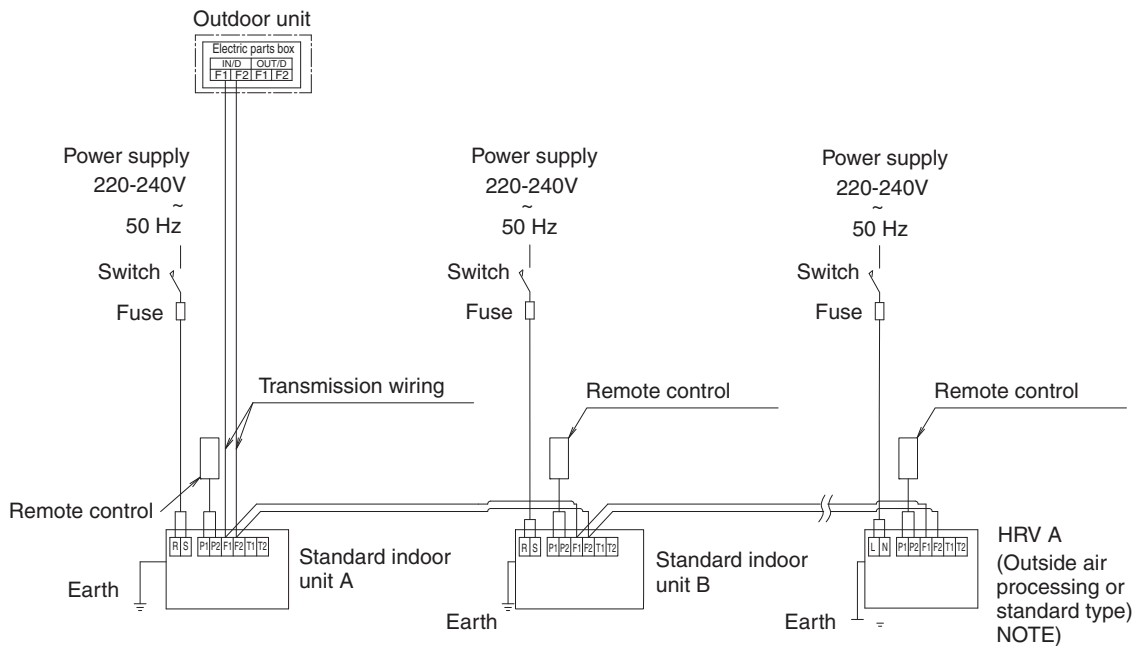 Outdoor unit
Electric parts box
IN/D OUT/D
F1 F2 F1 F2
Power supply
220-240V
~
50 Hz
Switch
Fuse
Power supply
220-240V
~
50 Hz
Switch
Fuse
Power supply
220-240V
~
50 Hz
Switch
Fuse
Transmission wiring
Remote control
Remote control
Remote control
R S P1 P2 F1 F2 T1 T2
Standard indoor
unit A
Earth
R S P1 P2 F1 F2 T1 T2
Standard indoor
unit B
Earth
L N P1 P2 F1 F2 T1 T2
HRV A
(Outside air
processing or
standard type)
NOTE)
Earth